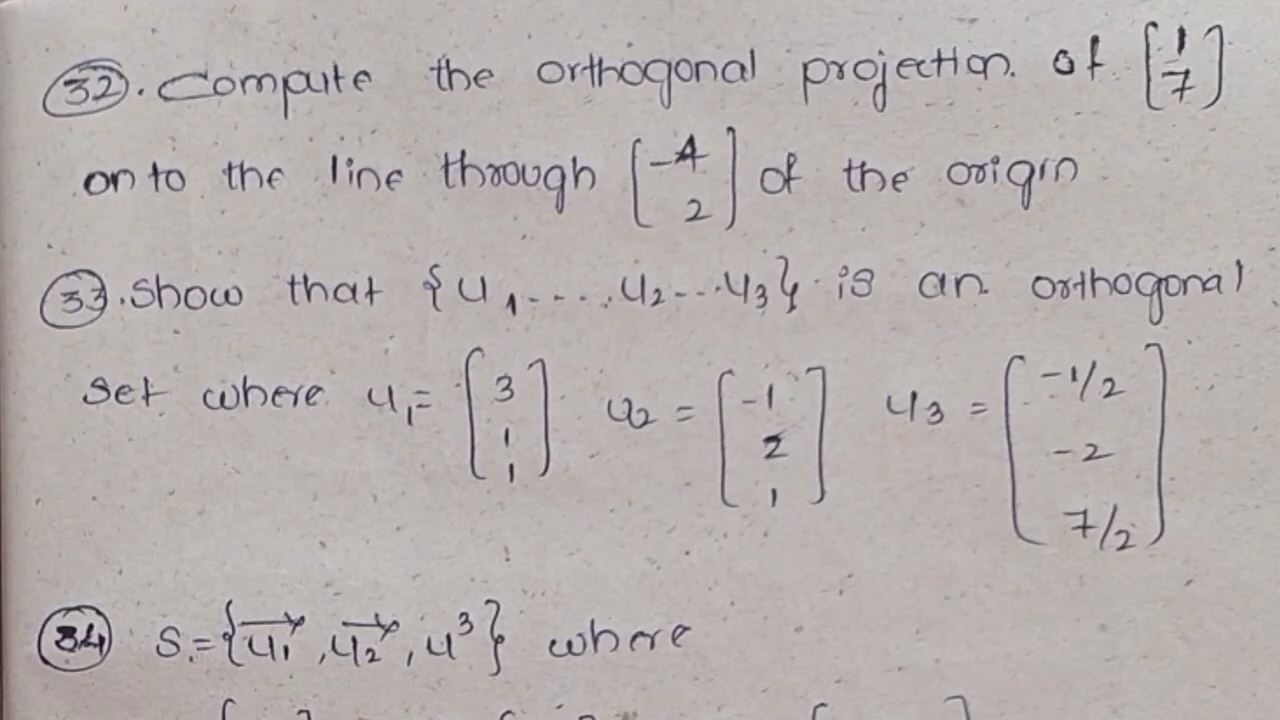 32. Compute the orthogonal projection. of [1 7]
on to the line through [-4 2] of the origin
33. Show that {u1.....u2...u3} is an orthogonal
Set where u1= [3 1 1] u2 = [-1 2 1] u3 = [-1/2 -2 7/2]
34 S={u1, u2, u³} where